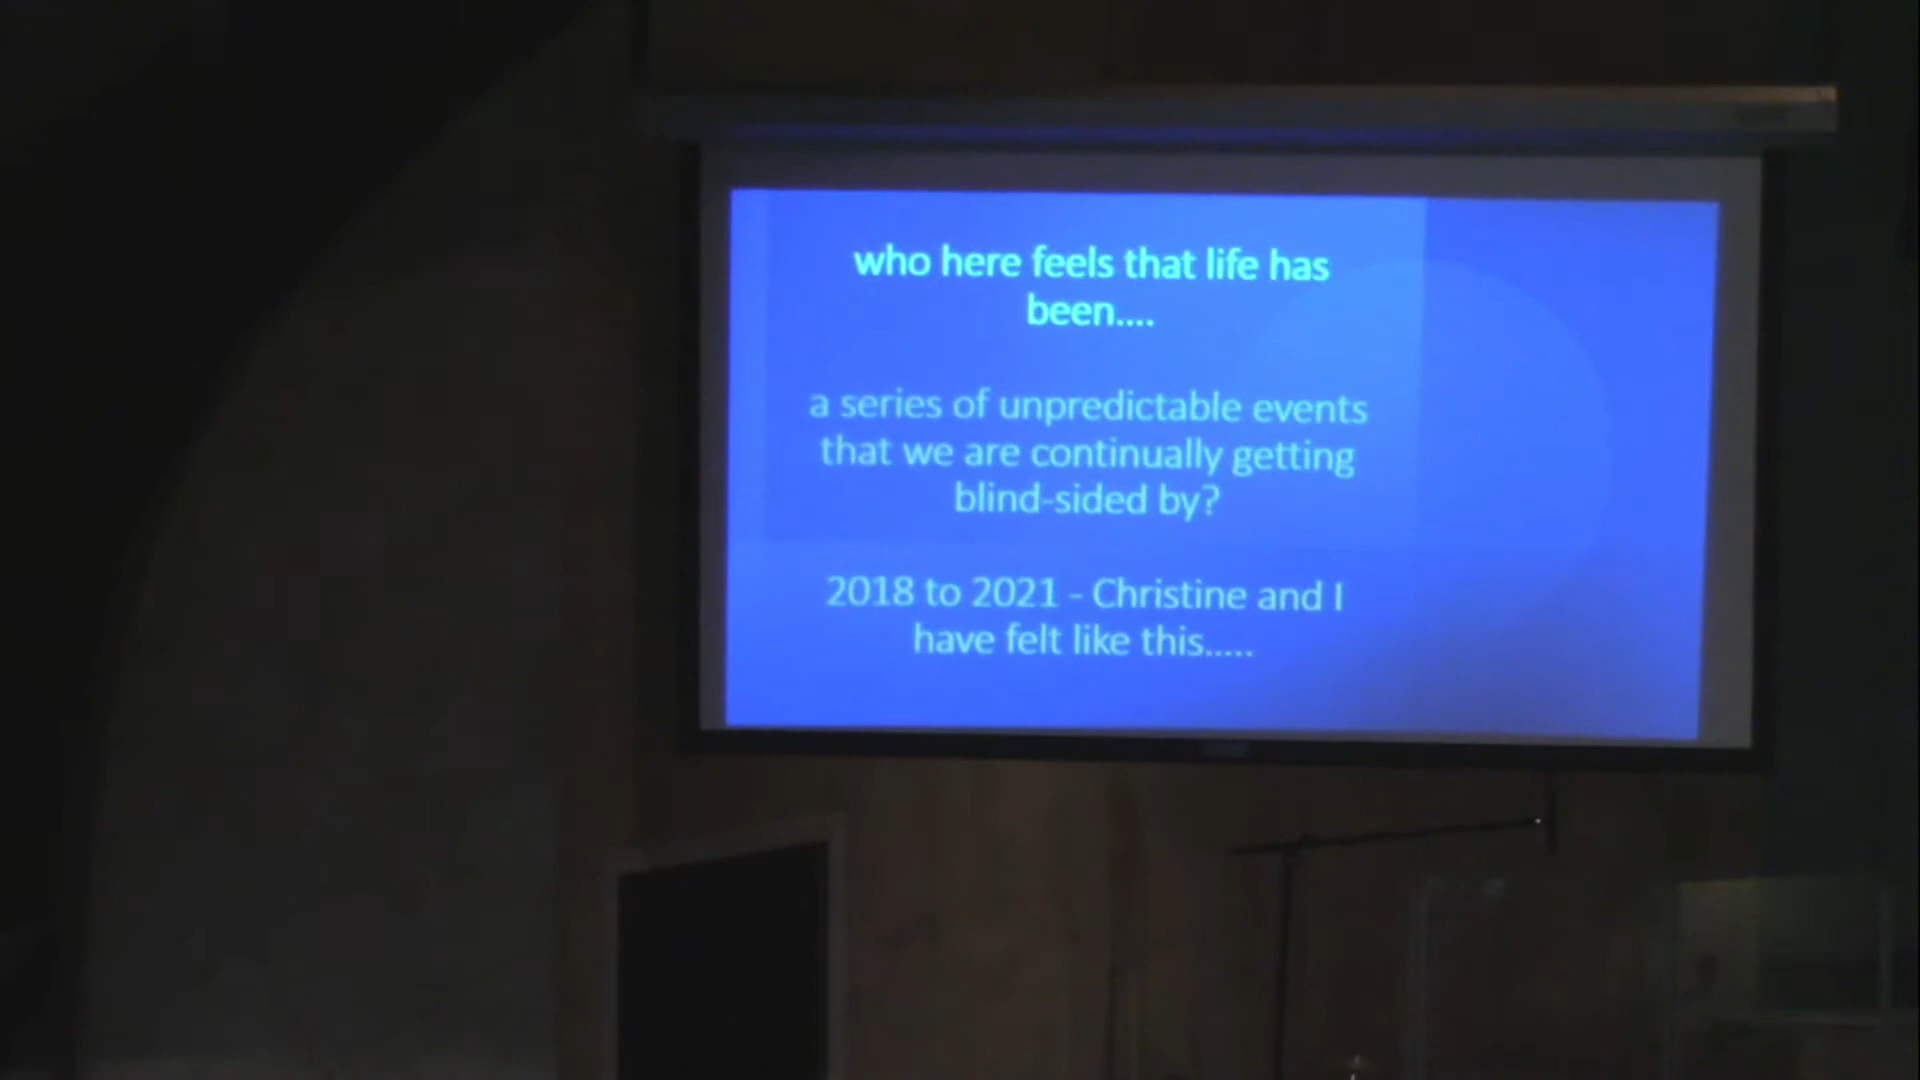 who here feels that life has
been....
a series of unpredictable events
that we are continually getting
blind-sided by?
2018 to 2021 - Christine and I
have felt like this.....